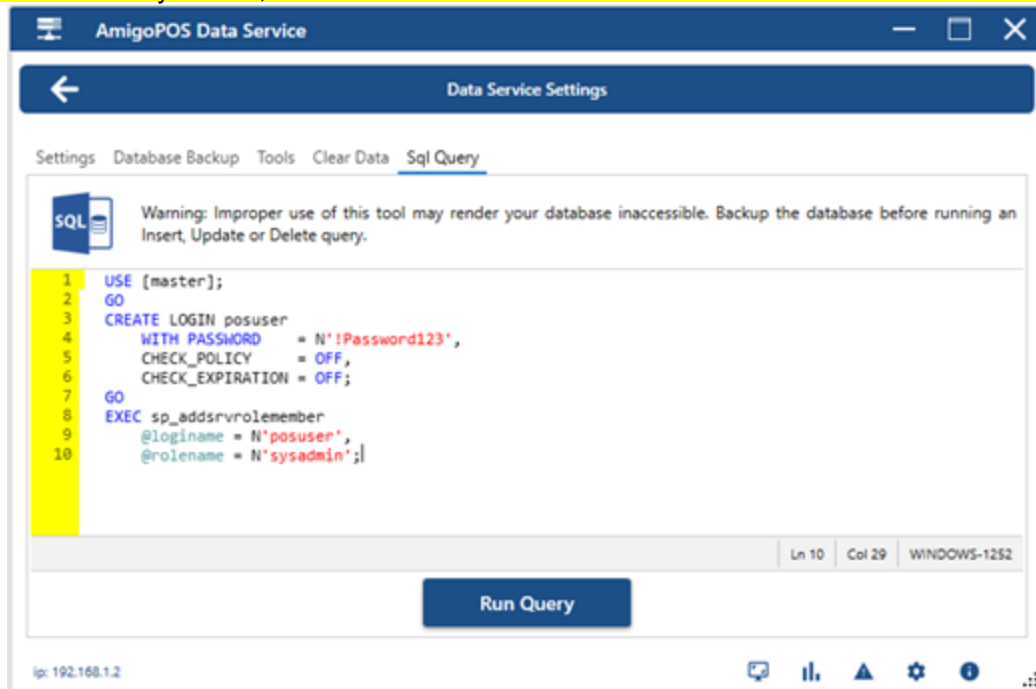 AmigoPOS Data Service
Data Service Settings
Settings Database Backup Tools Clear Data Sql Query
SQL
Warning: Improper use of this tool may render your database inaccessible. Backup the database before running an
Insert, Update or Delete query.
1 USE [master];
2 GO
3 CREATE LOGIN posuser
4 WITH PASSWORD = N'!Password123',
5 CHECK_POLICY = OFF,
6 CHECK_EXPIRATION = OFF;
7 GO
8 EXEC sp_addsrvrolemember
9 @loginame = N'posuser',
10 @rolename = N'sysadmin';
Ln 10 Col 29 WINDOWS-1252
Run Query
ip: 192.168.1.2